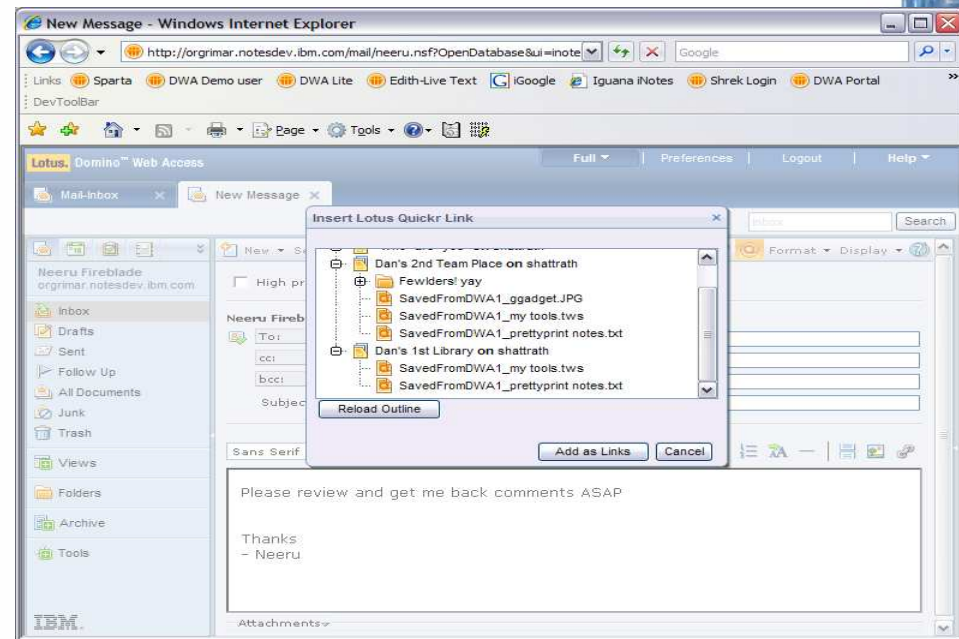 New Message - Windows Internet Explorer
http://orgrimar.notesdev.ibm.com/mail/neeru.nsf?OpenDatabase&ui=inote
Google
Links Sparta DWA Demo user DWA Lite Edith-Live Text iGoogle Iguana iNotes Shrek Login DWA Portal »
DevToolBar
Page Tools
Lotus. Domino™ Web Access
Full | Preferences | Logout | Help
Mail-Inbox New Message
Insert Lotus Quickr Link
Inbox Search
New Format Display
Neeru Fireblade
orgrimar.notesdev.ibm.com
High pr
Dan's 2nd Team Place on shattrath
Fewlders! yay
SavedFromDWA1_ggadget.JPG
SavedFromDWA1_my tools.tws
SavedFromDWA1_prettyprint notes.txt
Dan's 1st Library on shattrath
SavedFromDWA1_my tools.tws
SavedFromDWA1_prettyprint notes.txt
Reload Outline
Add as Links Cancel
Inbox
Drafts
Sent
Follow Up
All Documents
Junk
Trash
Views
Folders
Archive
Tools
IBM.
Neeru Fireb
To:
cc:
bcc:
Subjec
Sans Serif
Please review and get me back comments ASAP
Thanks
- Neeru
Attachments